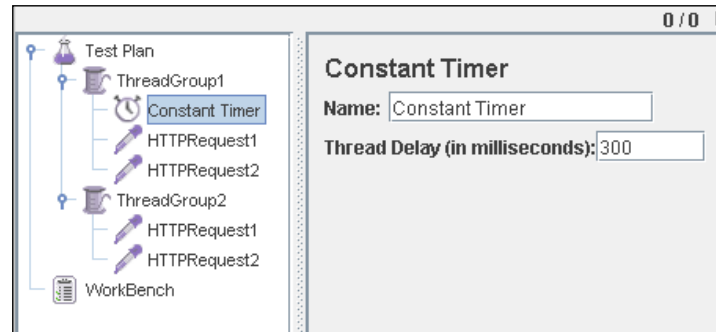 0 / 0
Test Plan
ThreadGroup1
Constant Timer
HTTPRequest1
HTTPRequest2
ThreadGroup2
HTTPRequest1
HTTPRequest2
WorkBench
Constant Timer
Name: Constant Timer
Thread Delay (in milliseconds): 300